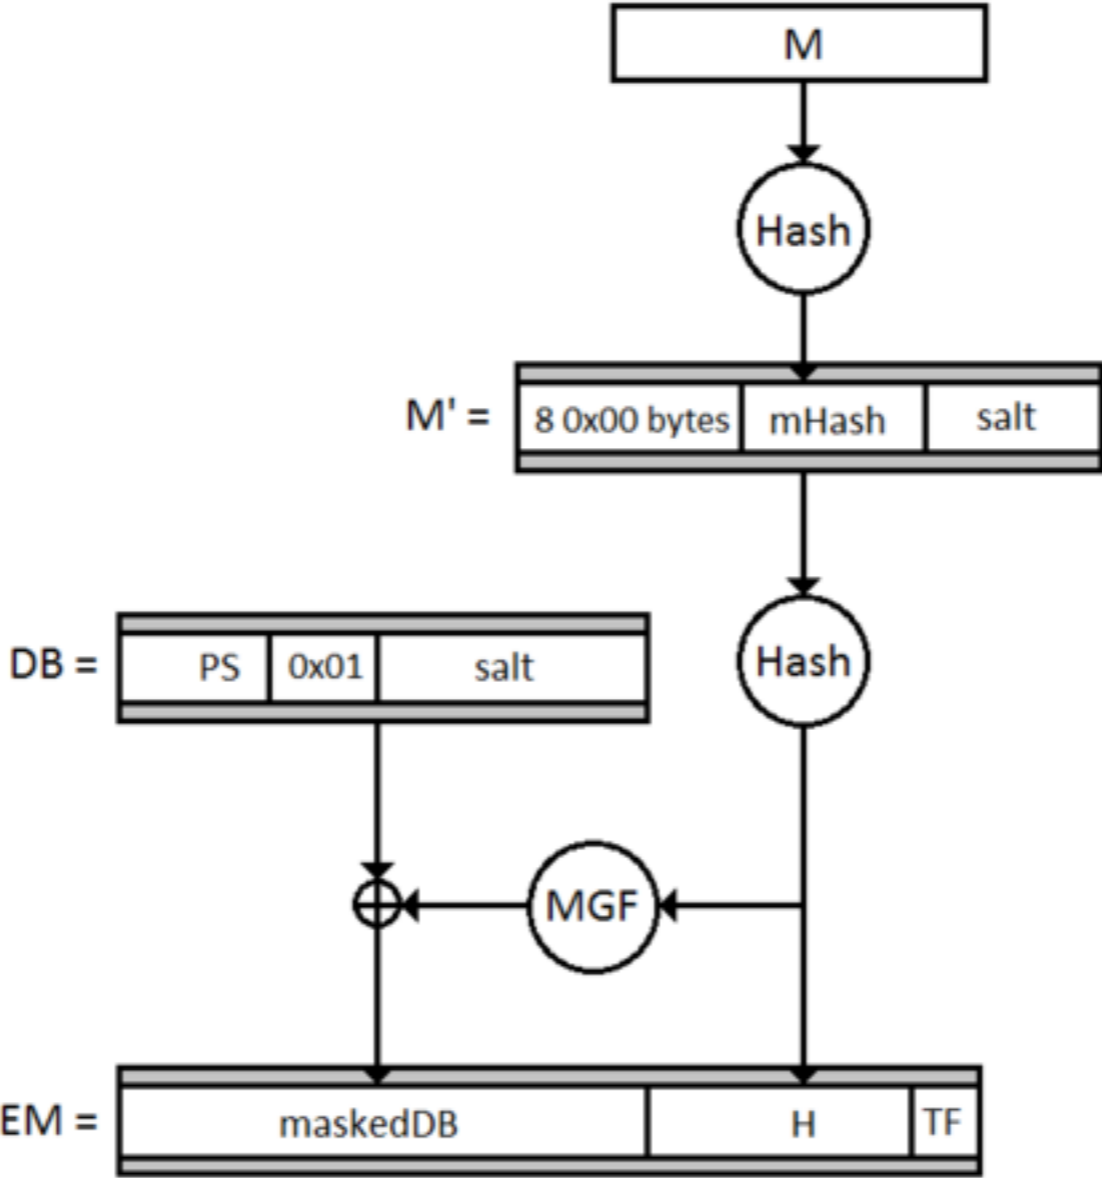 M
Hash
M' = 8 0x00 bytes mHash salt
DB = PS 0x01 salt
Hash
MGF
EM = maskedDB H TF